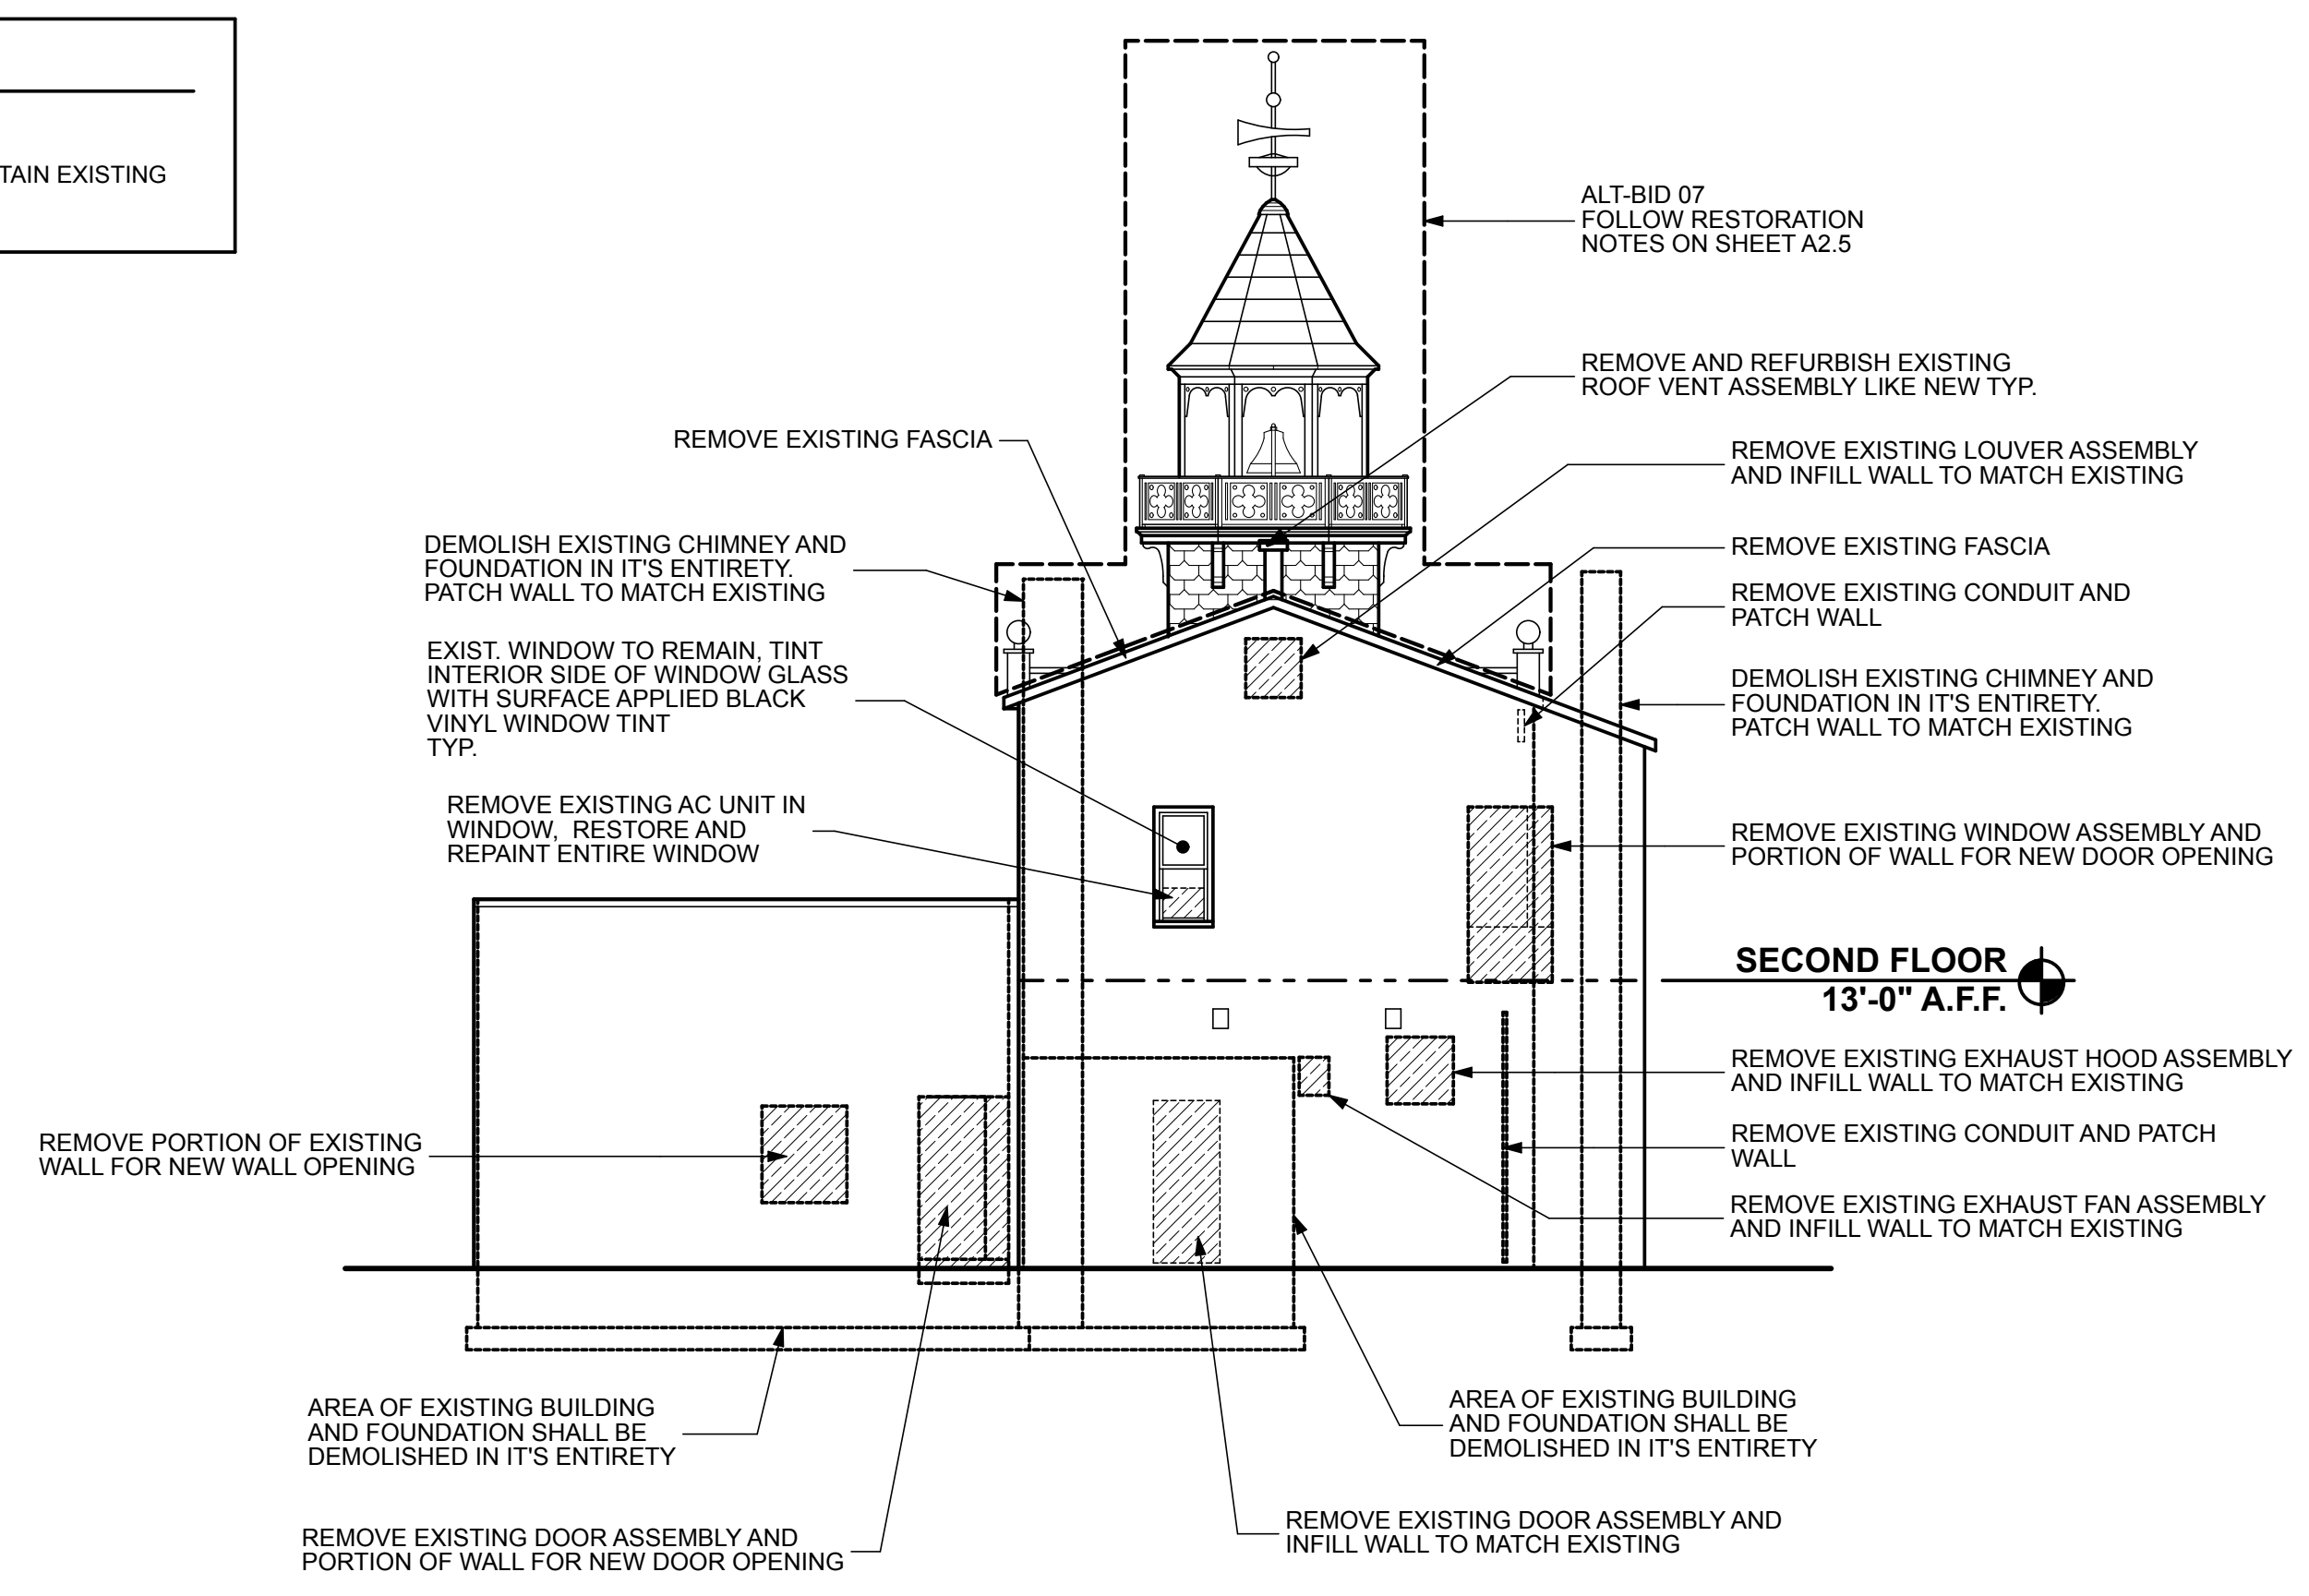 TAIN EXISTING
ALT-BID 07
FOLLOW RESTORATION
NOTES ON SHEET A2.5
REMOVE AND REFURBISH EXISTING
ROOF VENT ASSEMBLY LIKE NEW TYP.
REMOVE EXISTING FASCIA
REMOVE EXISTING LOUVER ASSEMBLY
AND INFILL WALL TO MATCH EXISTING
DEMOLISH EXISTING CHIMNEY AND
FOUNDATION IN IT'S ENTIRETY.
PATCH WALL TO MATCH EXISTING
REMOVE EXISTING FASCIA
REMOVE EXISTING CONDUIT AND
PATCH WALL
EXIST. WINDOW TO REMAIN, TINT
INTERIOR SIDE OF WINDOW GLASS
WITH SURFACE APPLIED BLACK
VINYL WINDOW TINT
TYP.
DEMOLISH EXISTING CHIMNEY AND
FOUNDATION IN IT'S ENTIRETY.
PATCH WALL TO MATCH EXISTING
REMOVE EXISTING AC UNIT IN
WINDOW, RESTORE AND
REPAINT ENTIRE WINDOW
REMOVE EXISTING WINDOW ASSEMBLY AND
PORTION OF WALL FOR NEW DOOR OPENING
SECOND FLOOR
13'-0" A.F.F.
REMOVE EXISTING EXHAUST HOOD ASSEMBLY
AND INFILL WALL TO MATCH EXISTING
REMOVE PORTION OF EXISTING
WALL FOR NEW WALL OPENING
REMOVE EXISTING CONDUIT AND PATCH
WALL
REMOVE EXISTING EXHAUST FAN ASSEMBLY
AND INFILL WALL TO MATCH EXISTING
AREA OF EXISTING BUILDING
AND FOUNDATION SHALL BE
DEMOLISHED IN IT'S ENTIRETY
AREA OF EXISTING BUILDING
AND FOUNDATION SHALL BE
DEMOLISHED IN IT'S ENTIRETY
REMOVE EXISTING DOOR ASSEMBLY AND
PORTION OF WALL FOR NEW DOOR OPENING
REMOVE EXISTING DOOR ASSEMBLY AND
INFILL WALL TO MATCH EXISTING